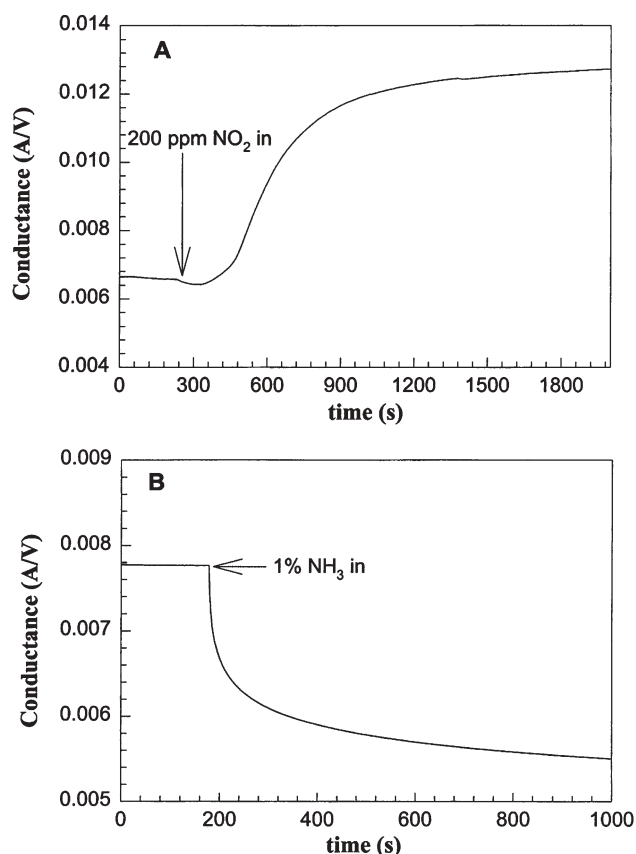 A
0.014
0.012
0.010
0.008
0.006
0.004
Conductance (A/V)
200 ppm NO₂ in
0 300 600 900 1200 1500 1800
time (s)
B
0.009
0.008
0.007
0.006
0.005
Conductance (A/V)
1% NH₃ in
0 200 400 600 800 1000
time (s)